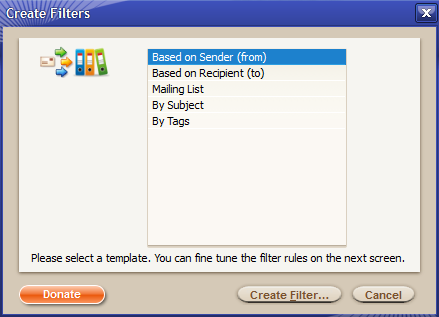 Create Filters
Based on Sender (from)
Based on Recipient (to)
Mailing List
By Subject
By Tags
Please select a template. You can fine tune the filter rules on the next screen.
Donate
Create Filter...
Cancel